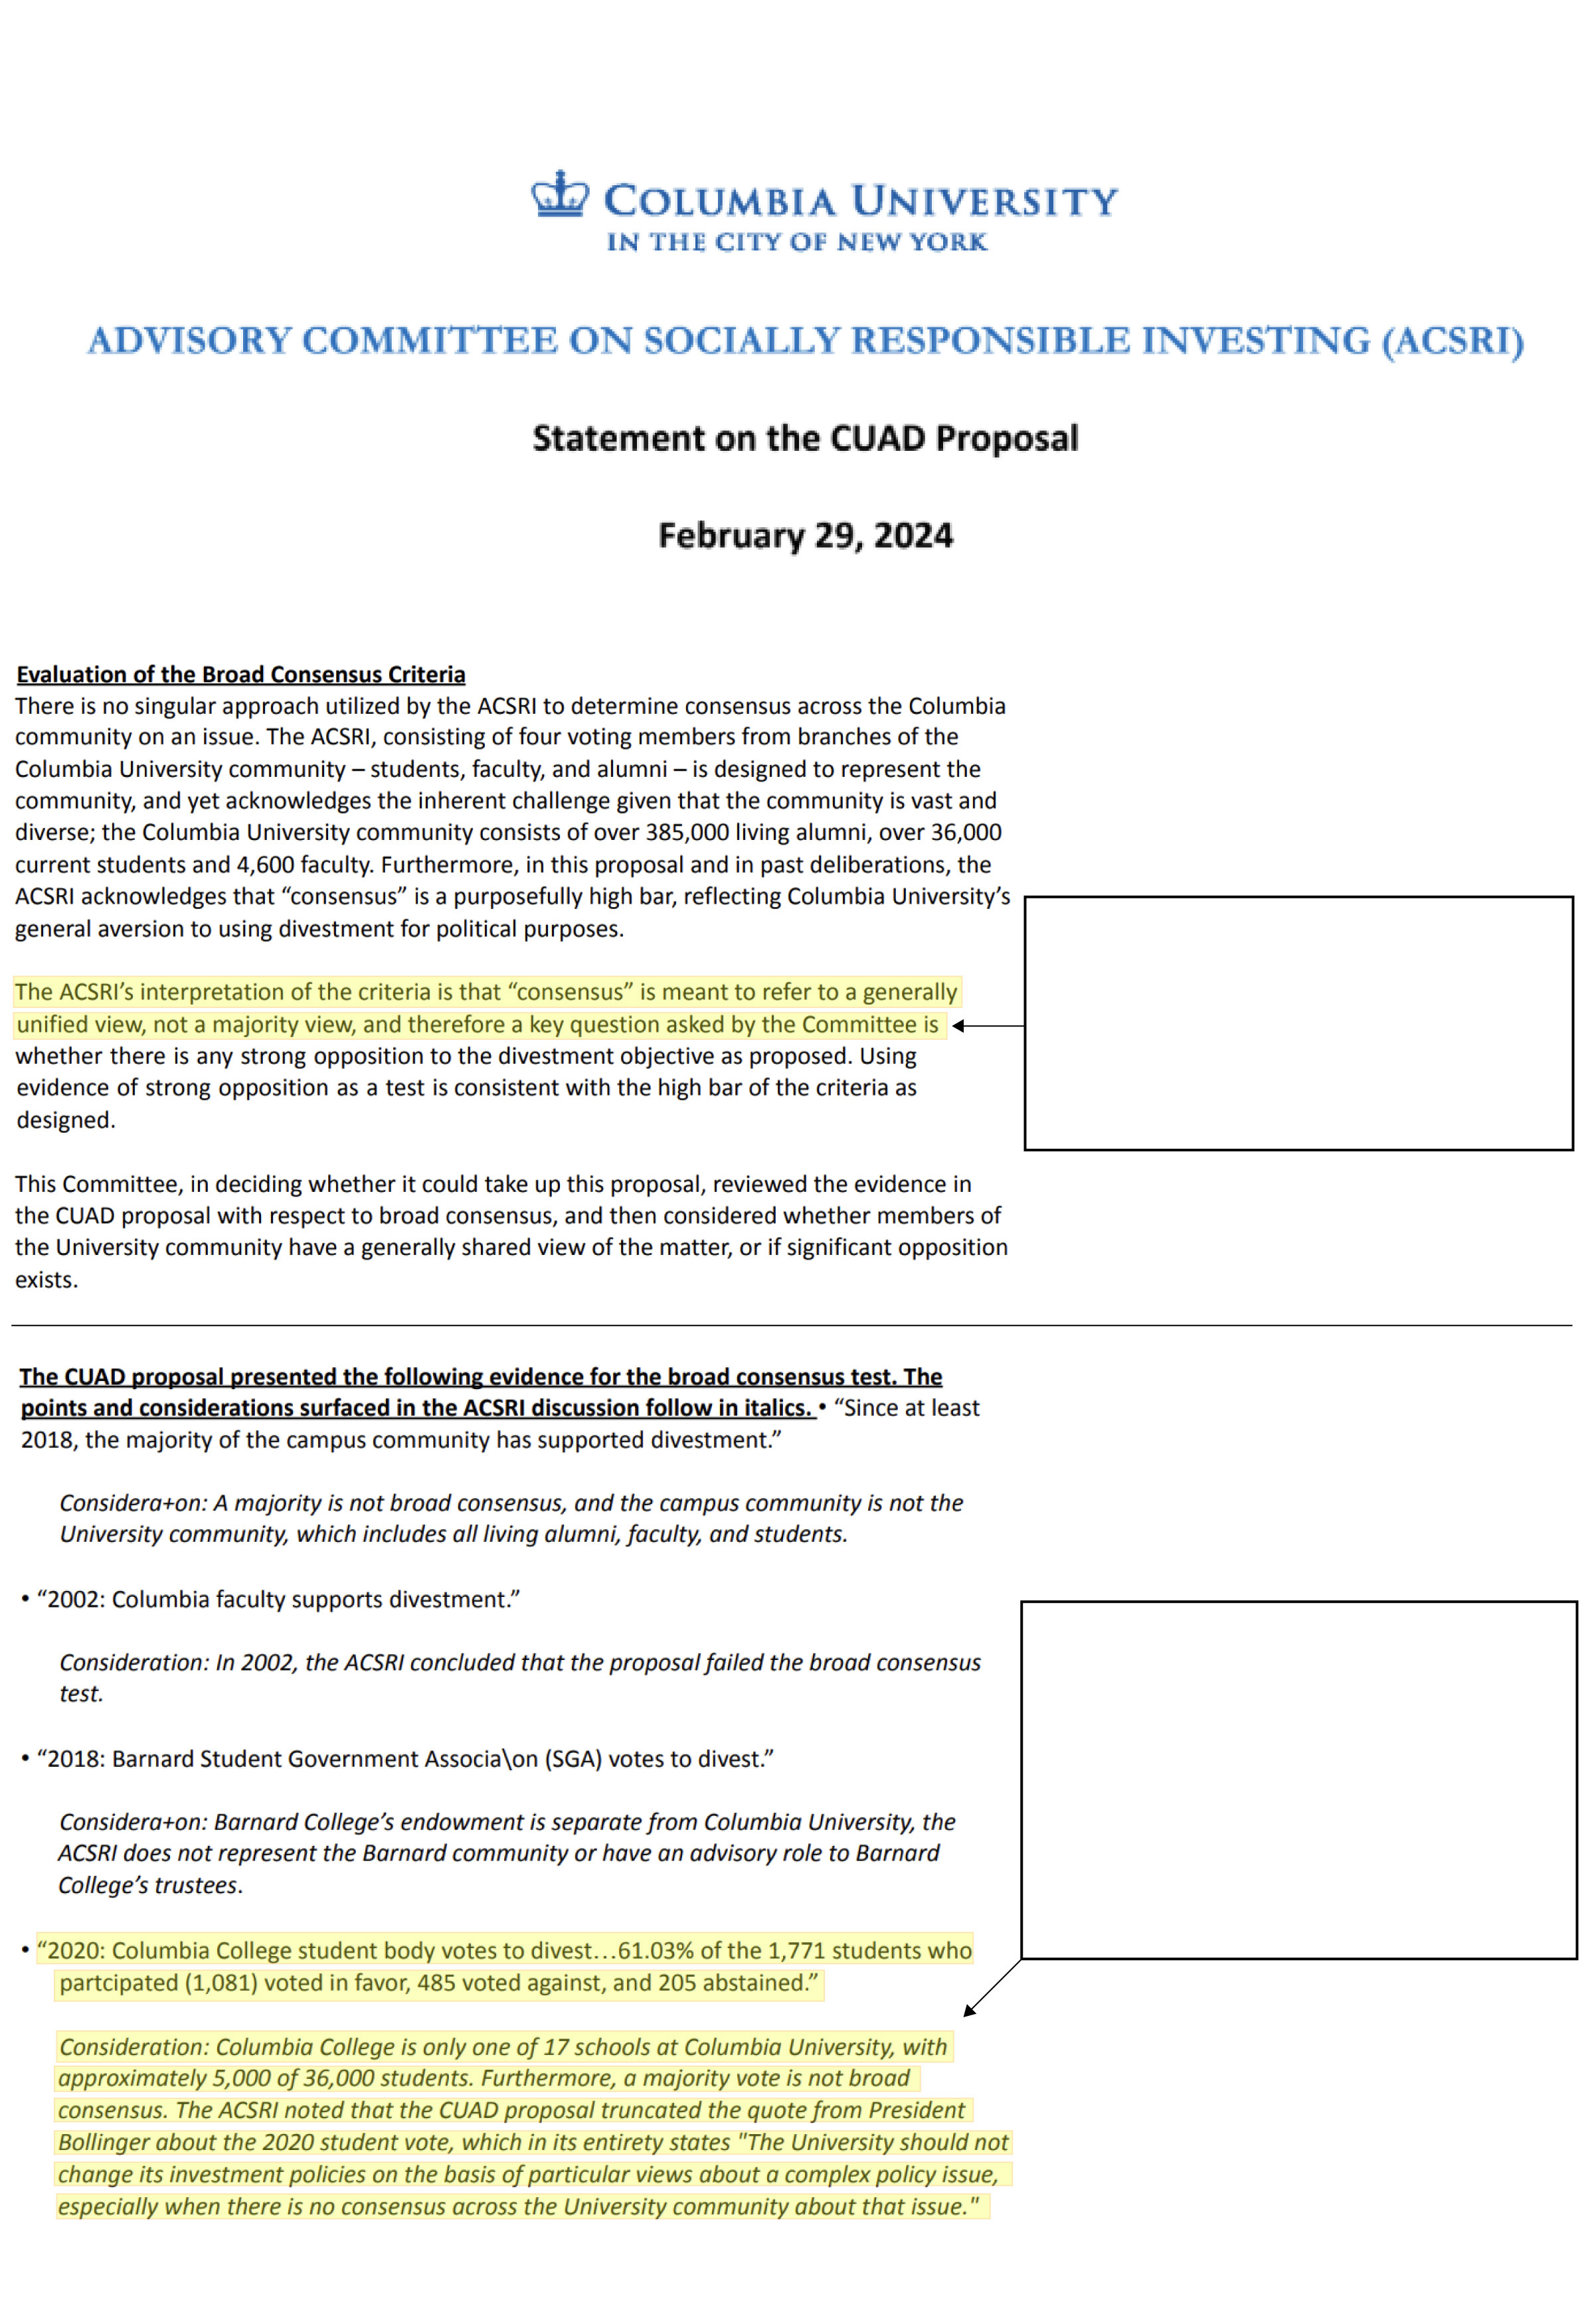 COLUMBIA UNIVERSITY
IN THE CITY OF NEW YORK
ADVISORY COMMITTEE ON SOCIALLY RESPONSIBLE INVESTING (ACSRI)
Statement on the CUAD Proposal
February 29, 2024
Evaluation of the Broad Consensus Criteria
There is no singular approach utilized by the ACSRI to determine consensus across the Columbia
community on an issue. The ACSRI, consisting of four voting members from branches of the
Columbia University community – students, faculty, and alumni – is designed to represent the
community, and yet acknowledges the inherent challenge given that the community is vast and
diverse; the Columbia University community consists of over 385,000 living alumni, over 36,000
current students and 4,600 faculty. Furthermore, in this proposal and in past deliberations, the
ACSRI acknowledges that “consensus” is a purposefully high bar, reflecting Columbia University’s
general aversion to using divestment for political purposes.
The ACSRI’s interpretation of the criteria is that “consensus” is meant to refer to a generally
unified view, not a majority view, and therefore a key question asked by the Committee is
whether there is any strong opposition to the divestment objective as proposed. Using
evidence of strong opposition as a test is consistent with the high bar of the criteria as
designed.
This Committee, in deciding whether it could take up this proposal, reviewed the evidence in
the CUAD proposal with respect to broad consensus, and then considered whether members of
the University community have a generally shared view of the matter, or if significant opposition
exists.
The CUAD proposal presented the following evidence for the broad consensus test. The
points and considerations surfaced in the ACSRI discussion follow in italics. • “Since at least
2018, the majority of the campus community has supported divestment.”
Considera+on: A majority is not broad consensus, and the campus community is not the
University community, which includes all living alumni, faculty, and students.
• “2002: Columbia faculty supports divestment.”
Consideration: In 2002, the ACSRI concluded that the proposal failed the broad consensus
test.
• “2018: Barnard Student Government Associa\on (SGA) votes to divest.”
Considera+on: Barnard College’s endowment is separate from Columbia University, the
ACSRI does not represent the Barnard community or have an advisory role to Barnard
College’s trustees.
• “2020: Columbia College student body votes to divest…61.03% of the 1,771 students who
partcipated (1,081) voted in favor, 485 voted against, and 205 abstained.”
Consideration: Columbia College is only one of 17 schools at Columbia University, with
approximately 5,000 of 36,000 students. Furthermore, a majority vote is not broad
consensus. The ACSRI noted that the CUAD proposal truncated the quote from President
Bollinger about the 2020 student vote, which in its entirety states "The University should not
change its investment policies on the basis of particular views about a complex policy issue,
especially when there is no consensus across the University community about that issue."